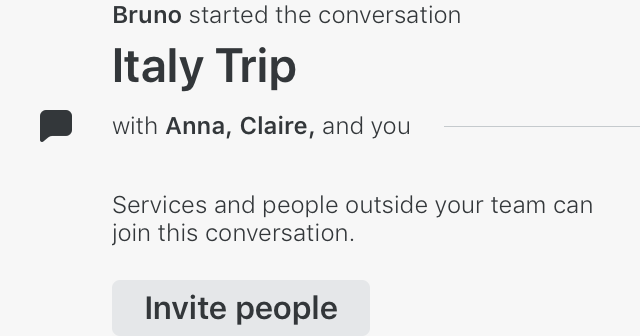 Bruno started the conversation
Italy Trip
with Anna, Claire, and you
Services and people outside your team can
join this conversation.
Invite people